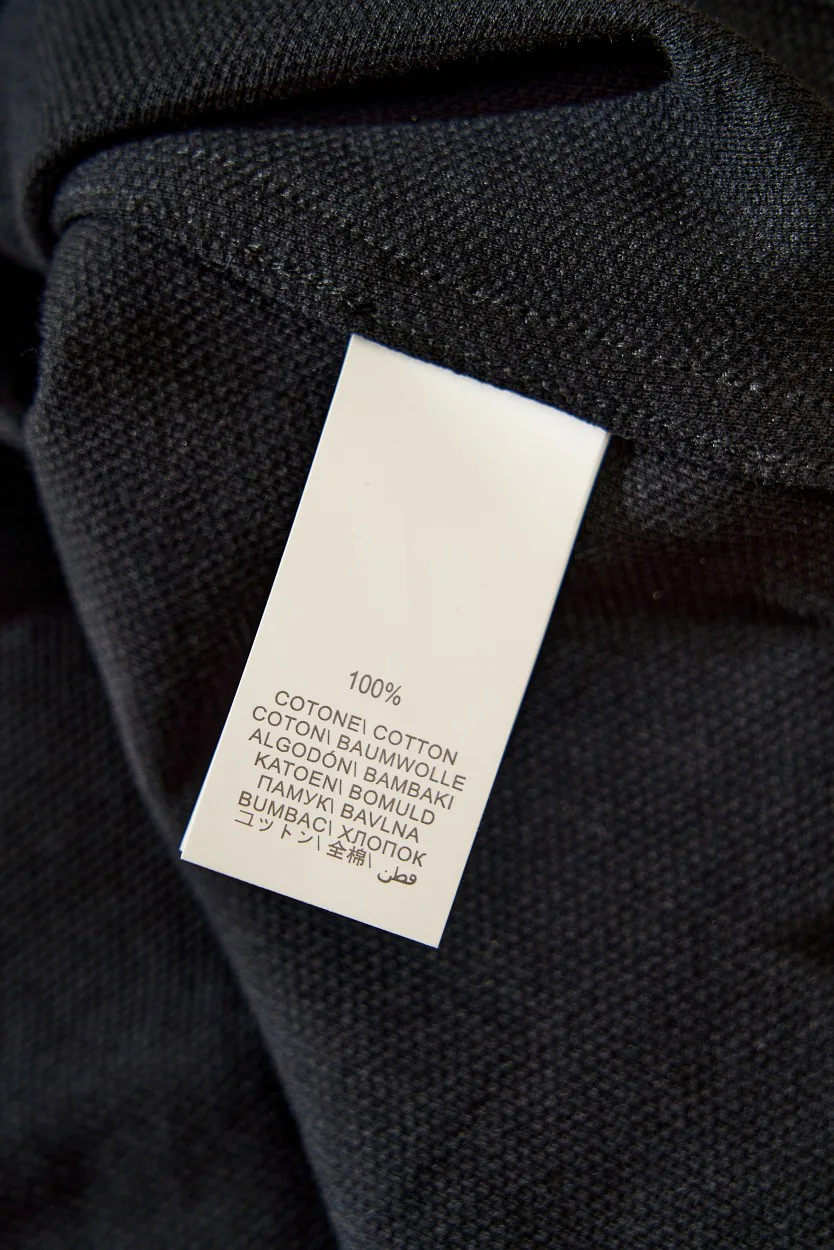 100%
COTONE\ COTTON
COTON\ BAUMWOLLE
ALGODÓN\ BAMBAKI
KATOEN\ BOMULD
ПАМУК\ BAVLNA
BUMBAC\ ХЛОПОК
ユットン\ 全棉\ قطن